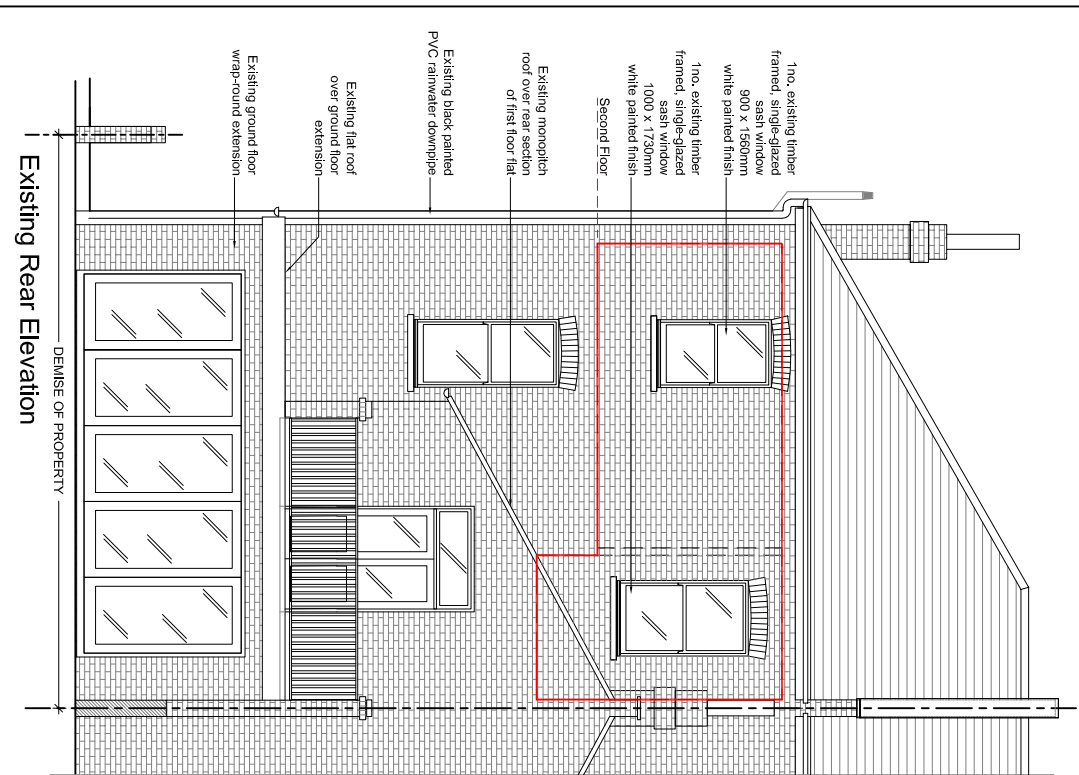 1no. existing timber
framed, single-glazed
sash window
900 x 1560mm
white painted finish
1no. existing timber
framed, single-glazed
sash window
1000 x 1730mm
white painted finish
Second Floor
Existing monopitch
roof over rear section
of first floor flat
Existing black painted
PVC rainwater downpipe
Existing flat roof
over ground floor
extension
Existing ground floor
wrap-round extension
DEMISE OF PROPERTY
Existing Rear Elevation